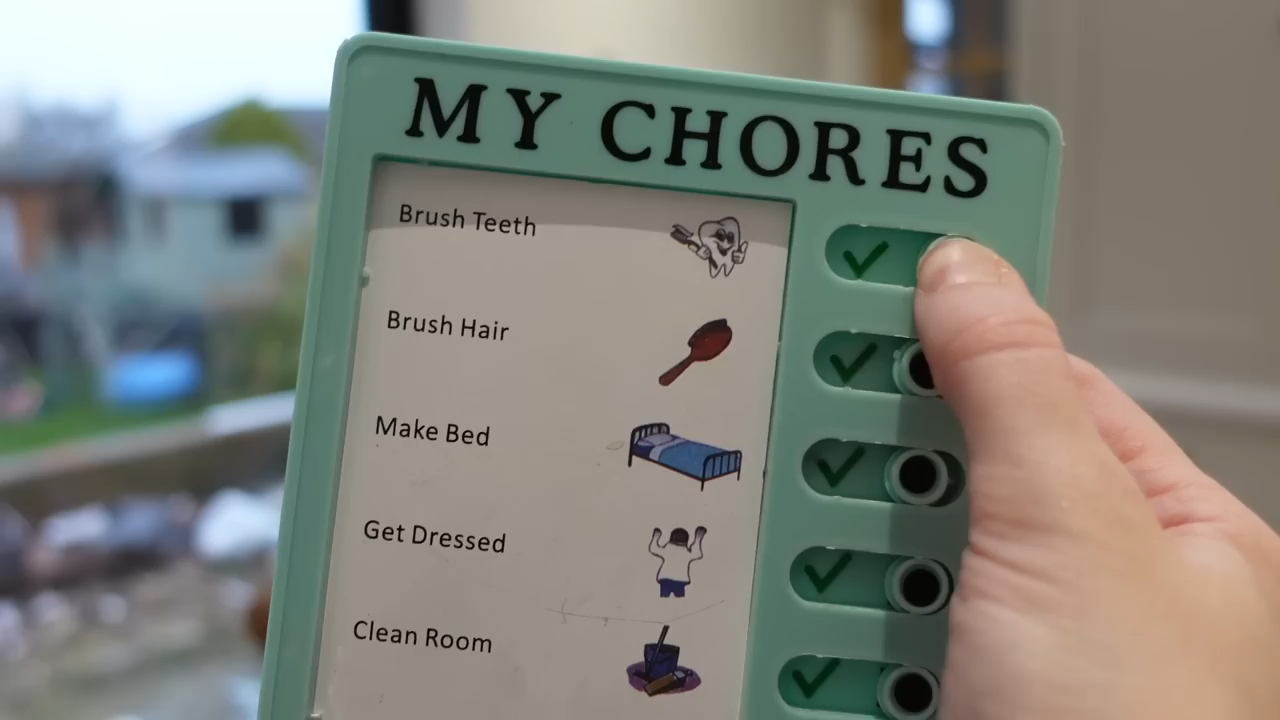 MY CHORES
Brush Teeth
Brush Hair
Make Bed
Get Dressed
Clean Room